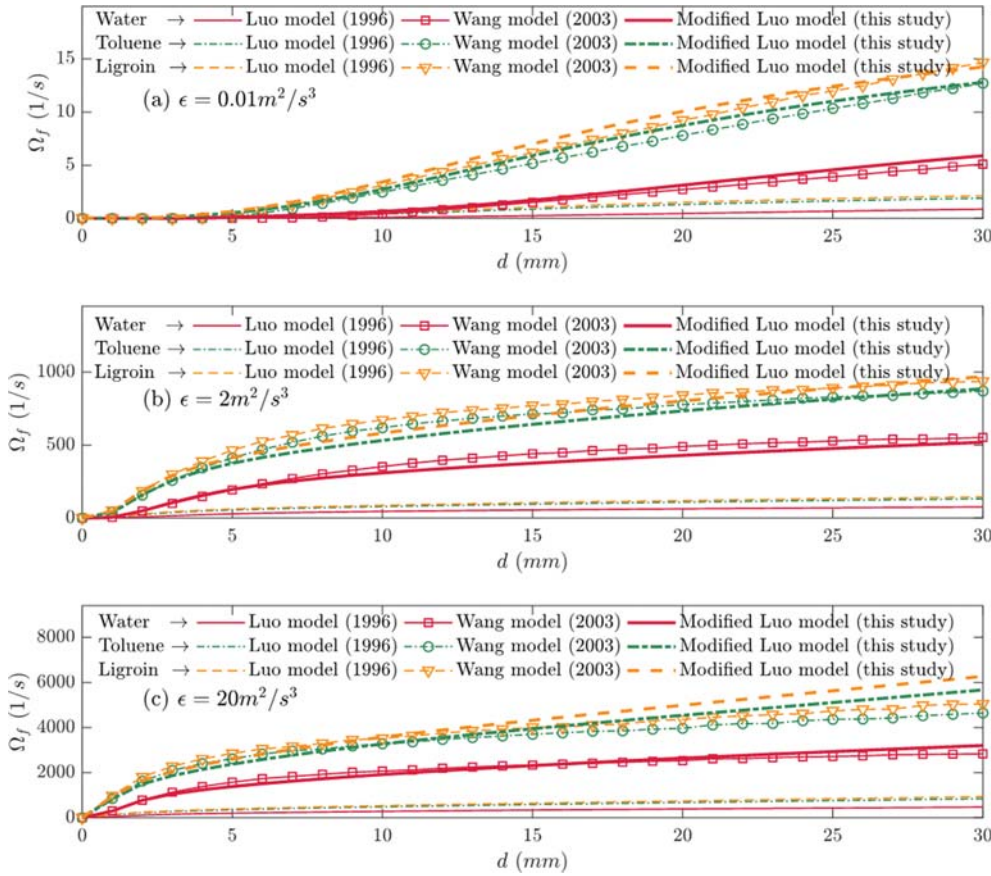 Water → Luo model (1996) Wang model (2003) Modified Luo model (this study)
Toluene → Luo model (1996) Wang model (2003) Modified Luo model (this study)
Ligroin → Luo model (1996) Wang model (2003) Modified Luo model (this study)
(a) ϵ = 0.01m²/s³
Ω_f (1/s)
15
10
5
0
0 5 10 15 20 25 30
d (mm)
Water → Luo model (1996) Wang model (2003) Modified Luo model (this study)
Toluene → Luo model (1996) Wang model (2003) Modified Luo model (this study)
Ligroin → Luo model (1996) Wang model (2003) Modified Luo model (this study)
(b) ϵ = 2m²/s³
Ω_f (1/s)
1000
500
0
0 5 10 15 20 25 30
d (mm)
Water → Luo model (1996) Wang model (2003) Modified Luo model (this study)
Toluene → Luo model (1996) Wang model (2003) Modified Luo model (this study)
Ligroin → Luo model (1996) Wang model (2003) Modified Luo model (this study)
(c) ϵ = 20m²/s³
Ω_f (1/s)
8000
6000
4000
2000
0
0 5 10 15 20 25 30
d (mm)